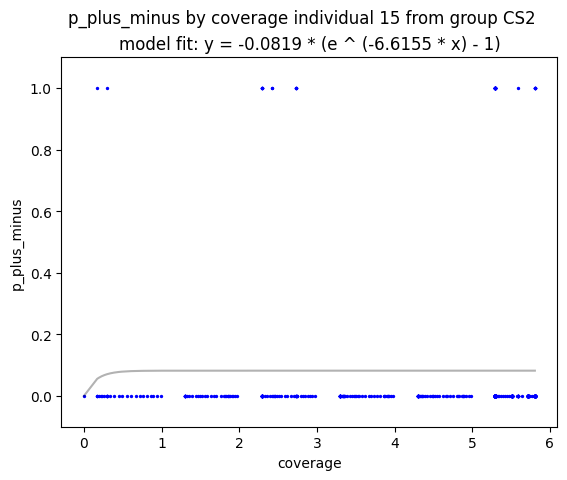 p_plus_minus by coverage individual 15 from group CS2
model fit: y = -0.0819 * (e ^ (-6.6155 * x) - 1)
1.0
0.8
0.6
0.4
0.2
0.0
p_plus_minus
0 1 2 3 4 5 6
coverage